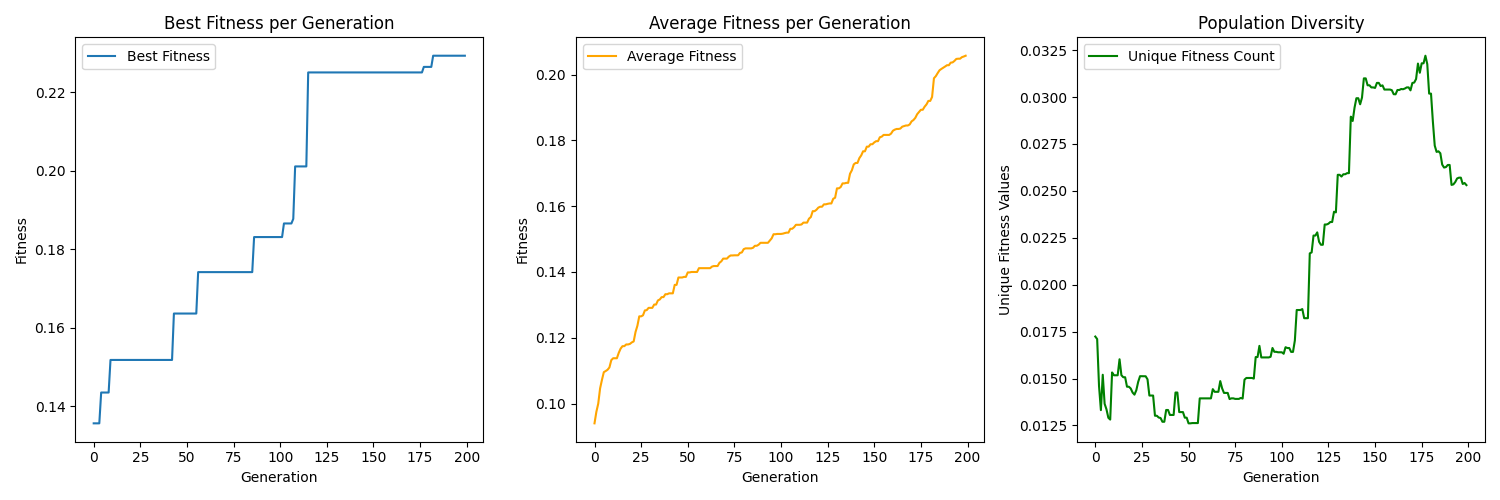 Best Fitness per Generation
Best Fitness
Fitness
0.22
0.20
0.18
0.16
0.14
0 25 50 75 100 125 150 175 200
Generation
Average Fitness per Generation
Average Fitness
Fitness
0.20
0.18
0.16
0.14
0.12
0.10
0 25 50 75 100 125 150 175 200
Generation
Population Diversity
Unique Fitness Count
Unique Fitness Values
0.0325
0.0300
0.0275
0.0250
0.0225
0.0200
0.0175
0.0150
0.0125
0 25 50 75 100 125 150 175 200
Generation